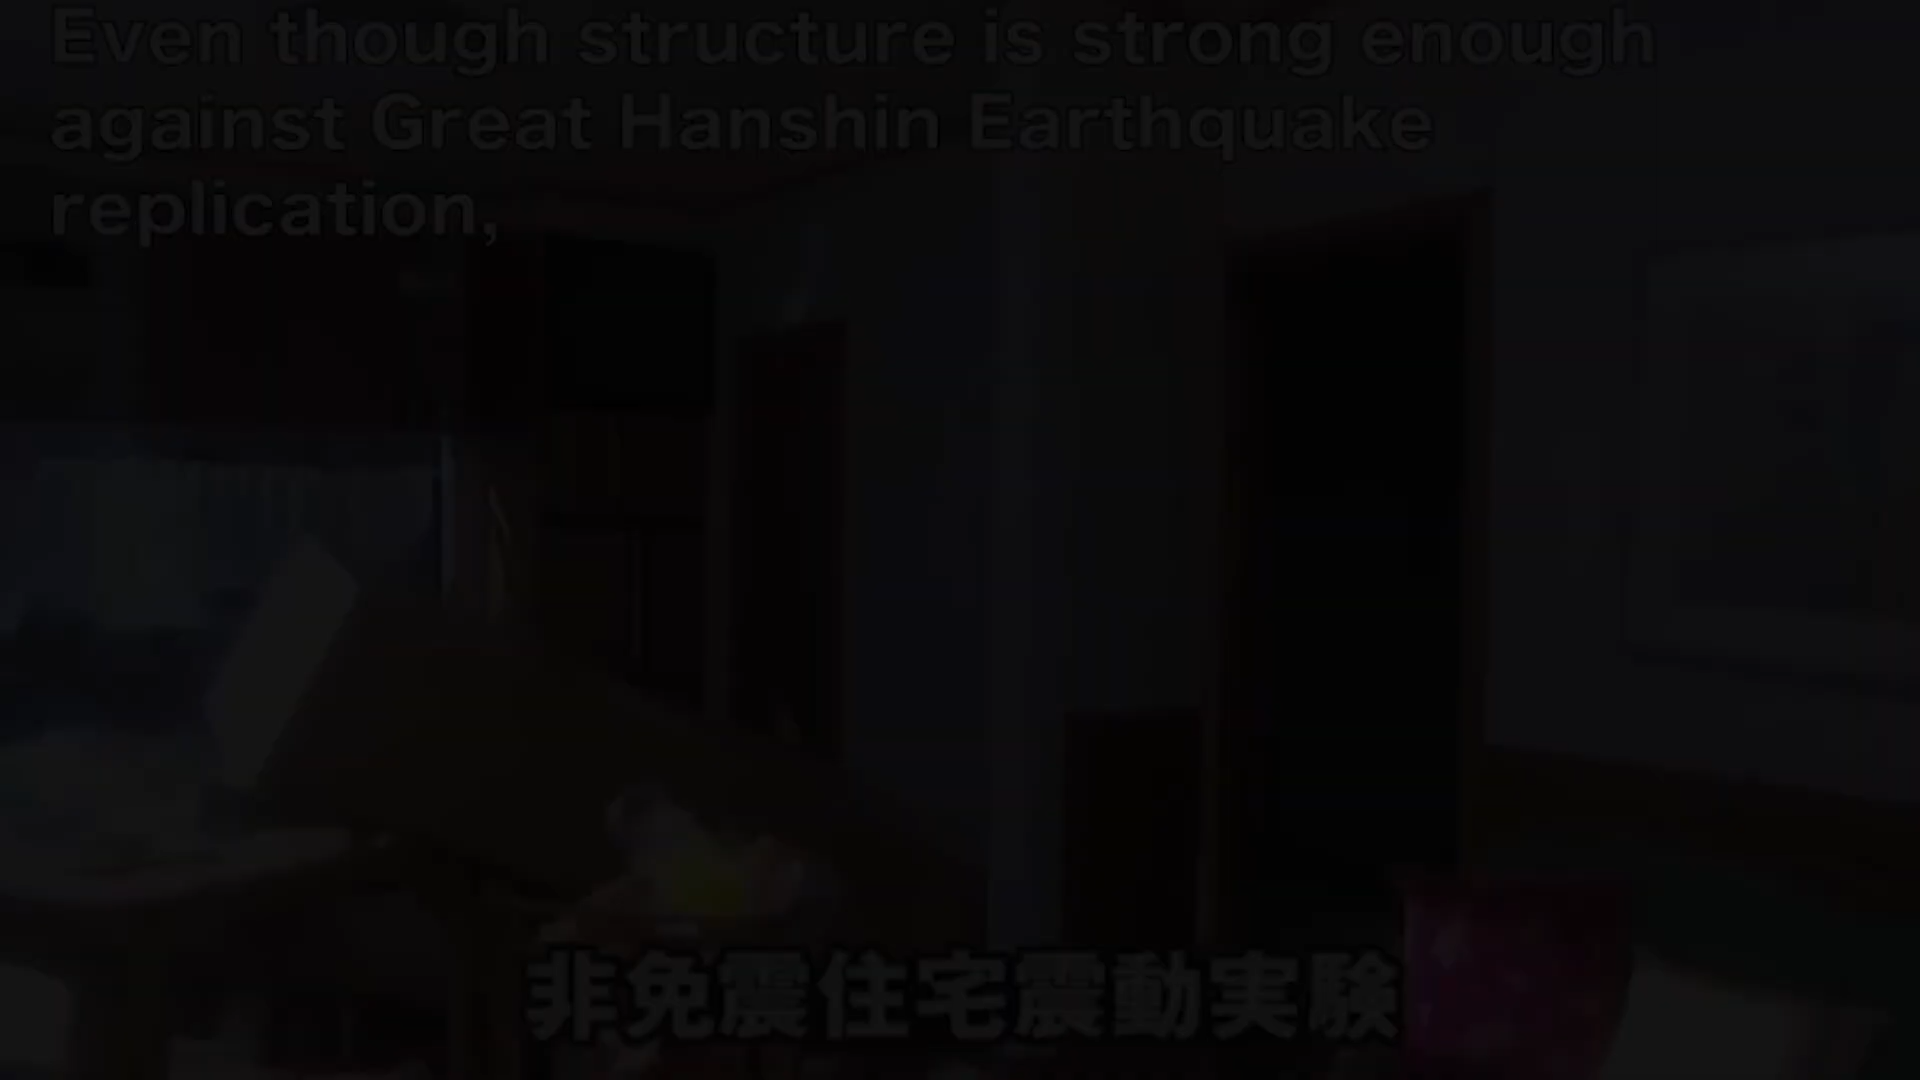 Even though structure is strong enough
against Great Hanshin Earthquake
replication,
非免震住宅震動実験